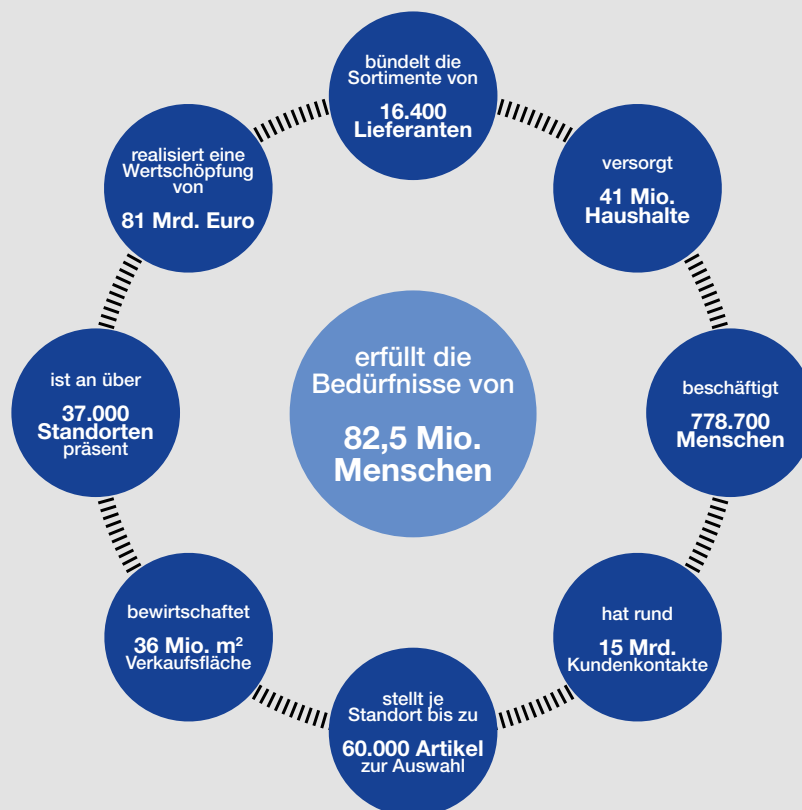 bündelt die
Sortimente von
16.400
Lieferanten
versorgt
41 Mio.
Haushalte
beschäftigt
778.700
Menschen
hat rund
15 Mrd.
Kundenkontakte
stellt je
Standort bis zu
60.000 Artikel
zur Auswahl
bewirtschaftet
36 Mio. m²
Verkaufsfläche
ist an über
37.000
Standorten
präsent
realisiert eine
Wertschöpfung
von
81 Mrd. Euro
erfüllt die
Bedürfnisse von
82,5 Mio.
Menschen